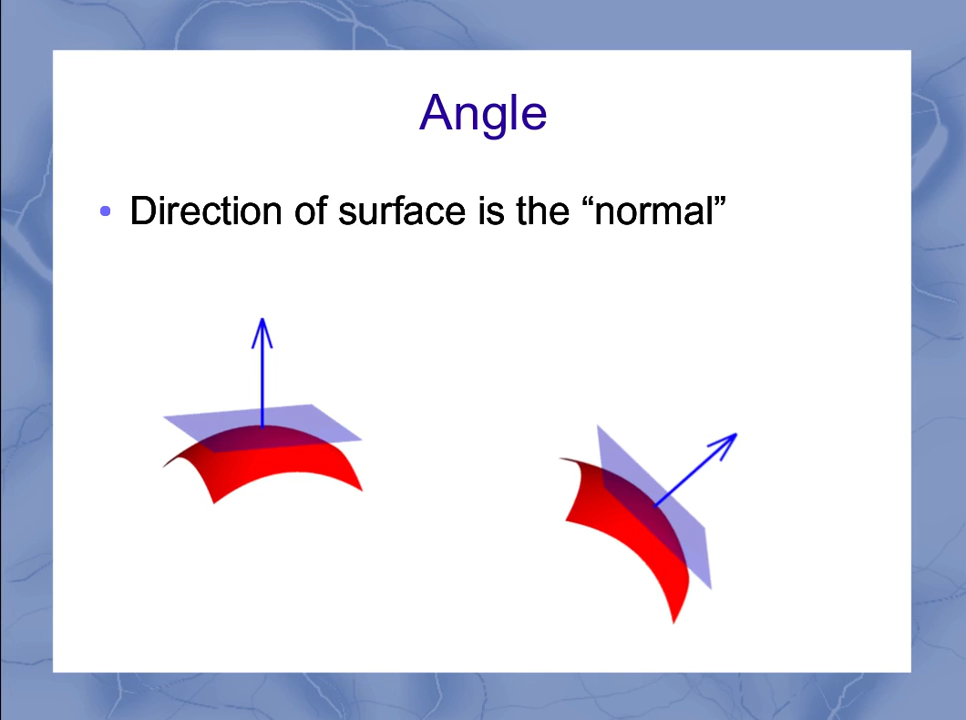 Angle
• Direction of surface is the “normal”